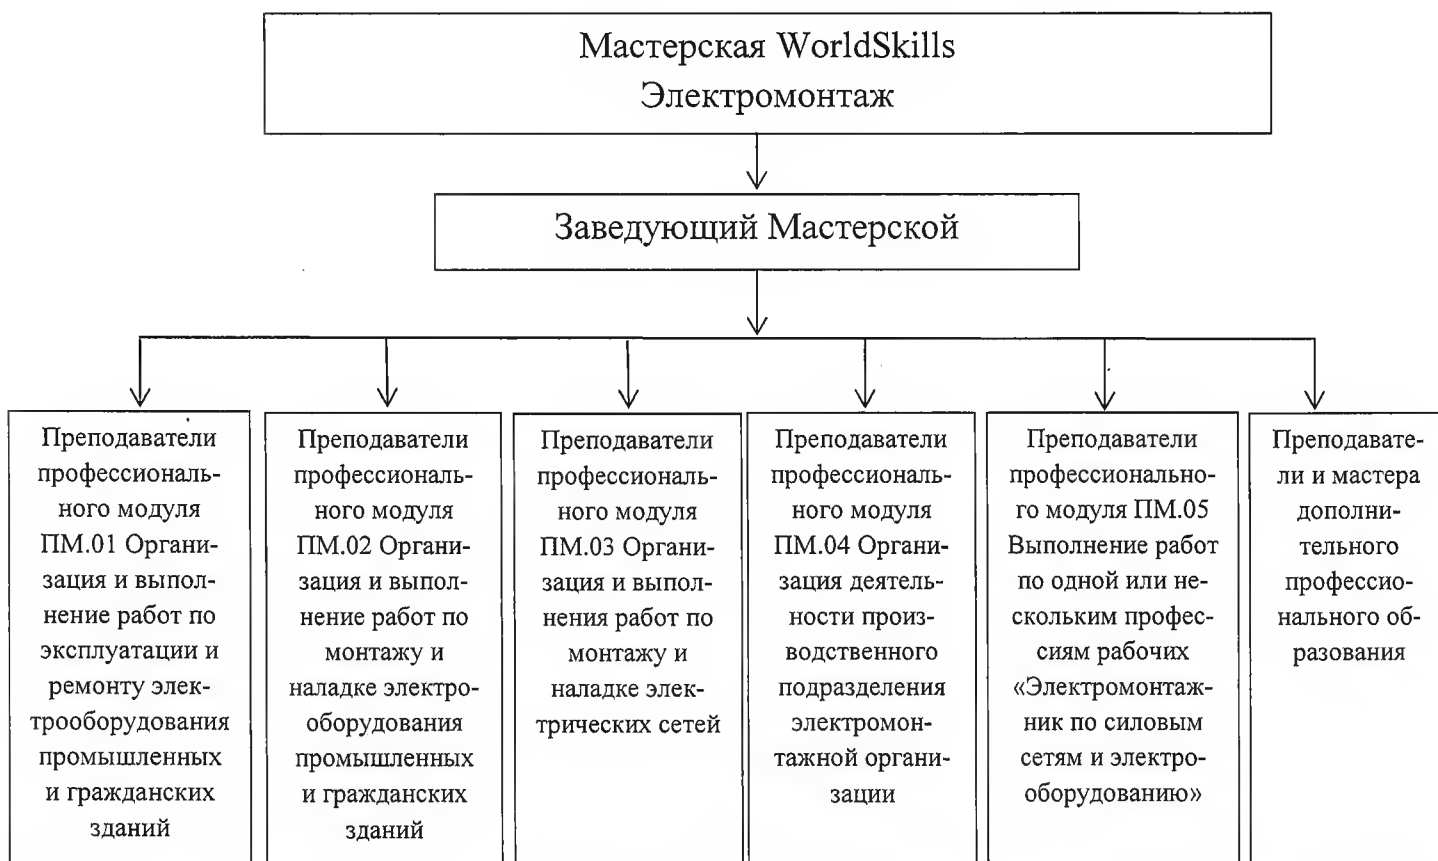 Мастерская WorldSkills
Электромонтаж
Заведующий Мастерской
Преподаватели
профессиональ-
ного модуля
ПМ.01 Органи-
зация и выпол-
нение работ по
эксплуатации и
ремонту элек-
трооборудования
промышленных
и гражданских
зданий
Преподаватели
профессиональ-
ного модуля
ПМ.02 Органи-
зация и выпол-
нение работ по
монтажу и
наладке электро-
оборудования
промышленных
и гражданских
зданий
Преподаватели
профессиональ-
ного модуля
ПМ.03 Органи-
зация и выпол-
нения работ по
монтажу и
наладке элек-
трических сетей
Преподаватели
профессиональ-
ного модуля
ПМ.04 Органи-
зация деятель-
ности произ-
водственного
подразделения
электромон-
тажной органи-
зации
Преподаватели
профессионально-
го модуля ПМ.05
Выполнение работ
по одной или не-
скольким профес-
сиям рабочих
«Электромонтаж-
ник по силовым
сетям и электро-
оборудованию»
Преподавате-
ли и мастера
дополни-
тельного
профессио-
нального об-
разования